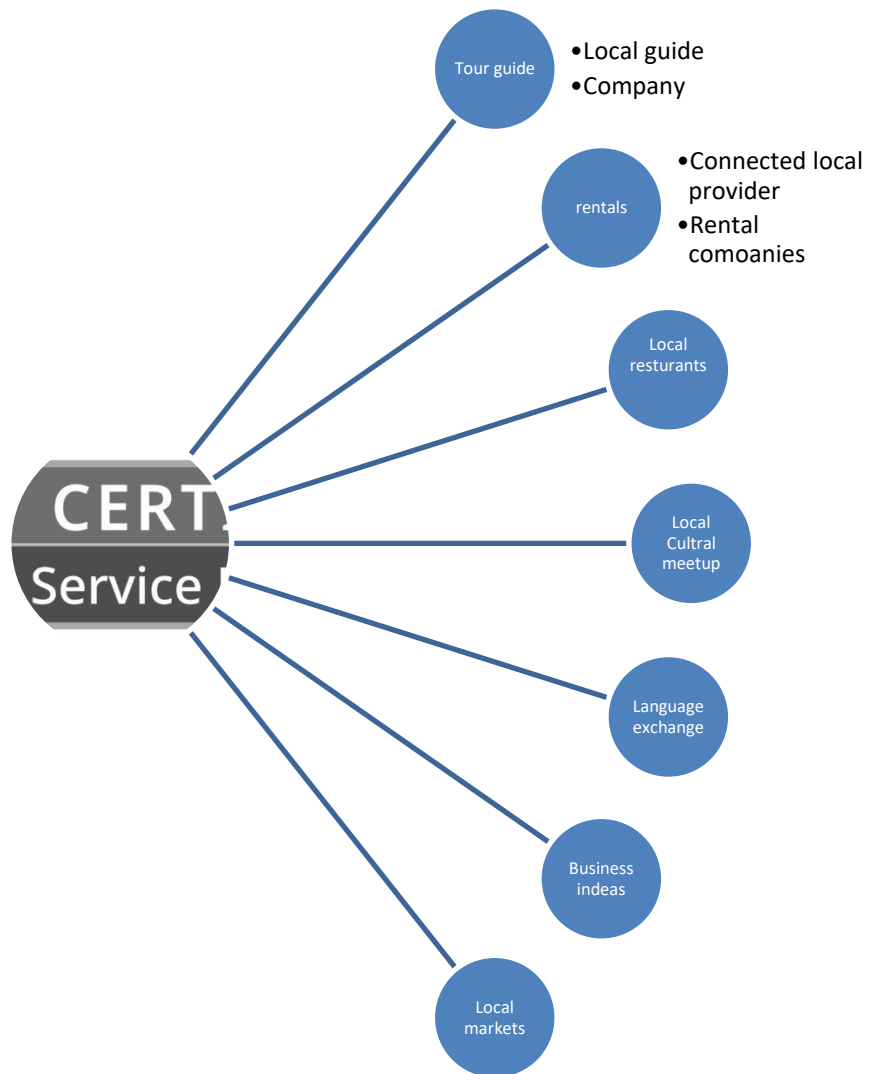 Tour guide
•Local guide
•Company
rentals
•Connected local
provider
•Rental
comoanies
Local
resturants
CERT
Service
Local
Cultral
meetup
Language
exchange
Business
indeas
Local
markets